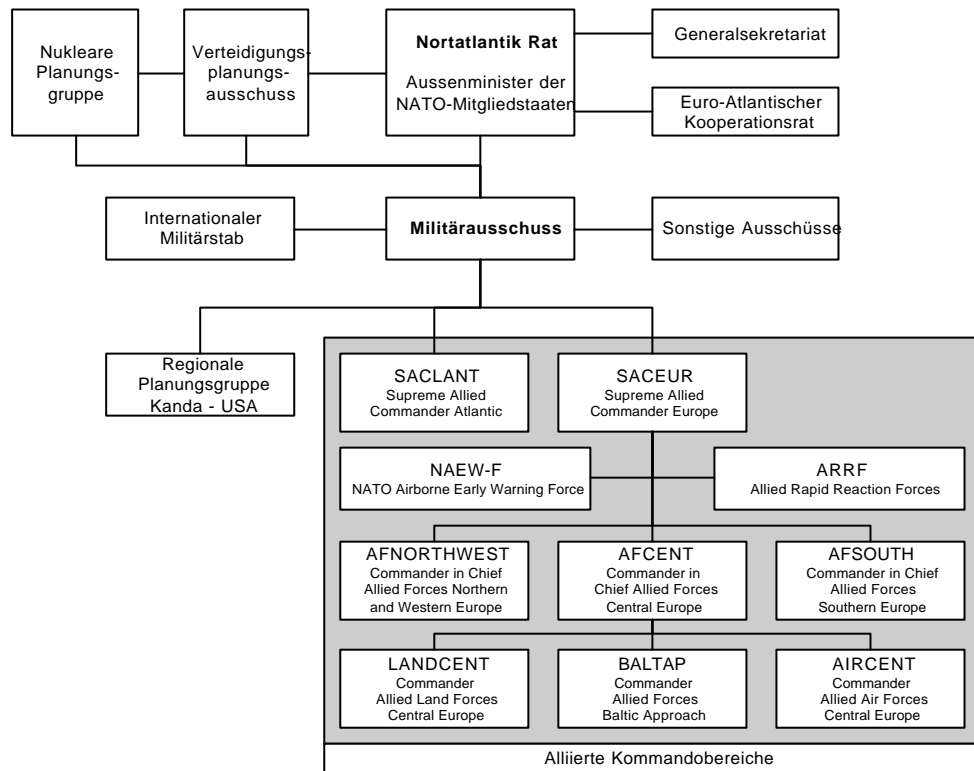 Nukleare
Planungs-
gruppe
Verteidigungs-
planungs-
ausschuss
Nortatlantik Rat
Aussenminister der
NATO-Mitgliedstaaten
Generalsekretariat
Euro-Atlantischer
Kooperationsrat
Internationaler
Militärstab
Militärausschuss
Sonstige Ausschüsse
Regionale
Planungsgruppe
Kanda - USA
SACLANT
Supreme Allied
Commander Atlantic
SACEUR
Supreme Allied
Commander Europe
NAEW-F
NATO Airborne Early Warning Force
ARRF
Allied Rapid Reaction Forces
AFNORTHWEST
Commander in Chief
Allied Forces Northern
and Western Europe
AFCENT
Commander in
Chief Allied Forces
Central Europe
AFSOUTH
Commander in Chief
Allied Forces
Southern Europe
LANDCENT
Commander
Allied Land Forces
Central Europe
BALTAP
Commander
Allied Forces
Baltic Approach
AIRCENT
Commander
Allied Air Forces
Central Europe
Alliierte Kommandobereiche